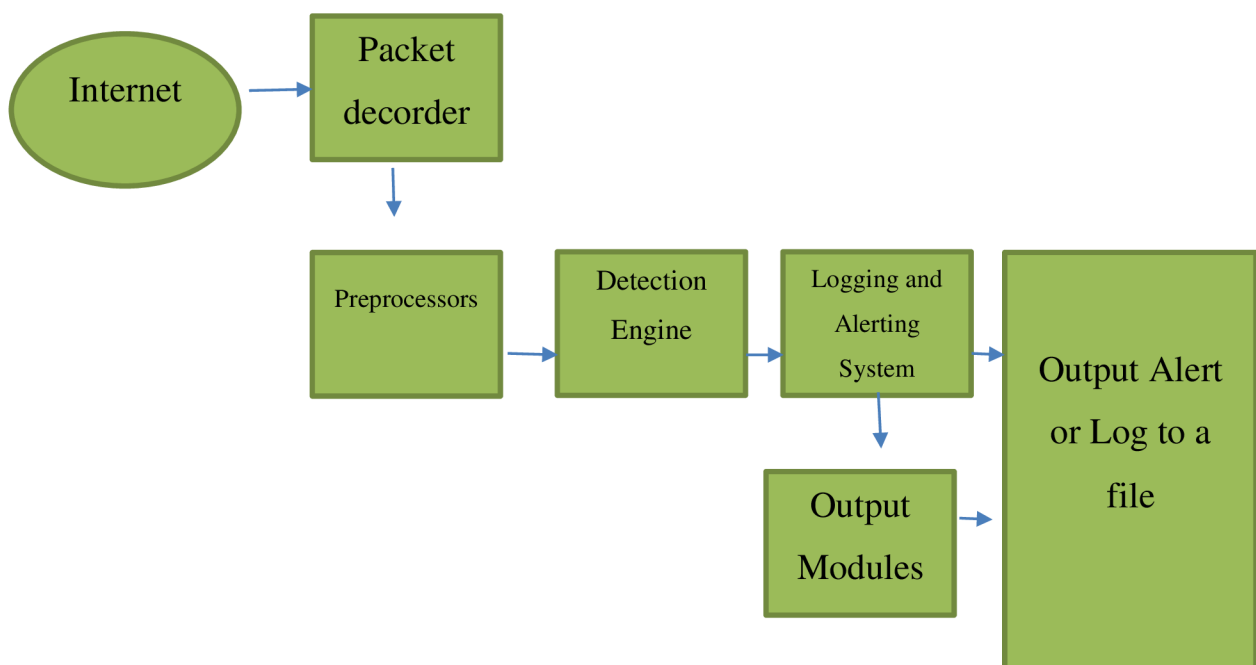 Internet
Packet
decorder
Preprocessors
Detection
Engine
Logging and
Alerting
System
Output Alert
or Log to a
file
Output
Modules